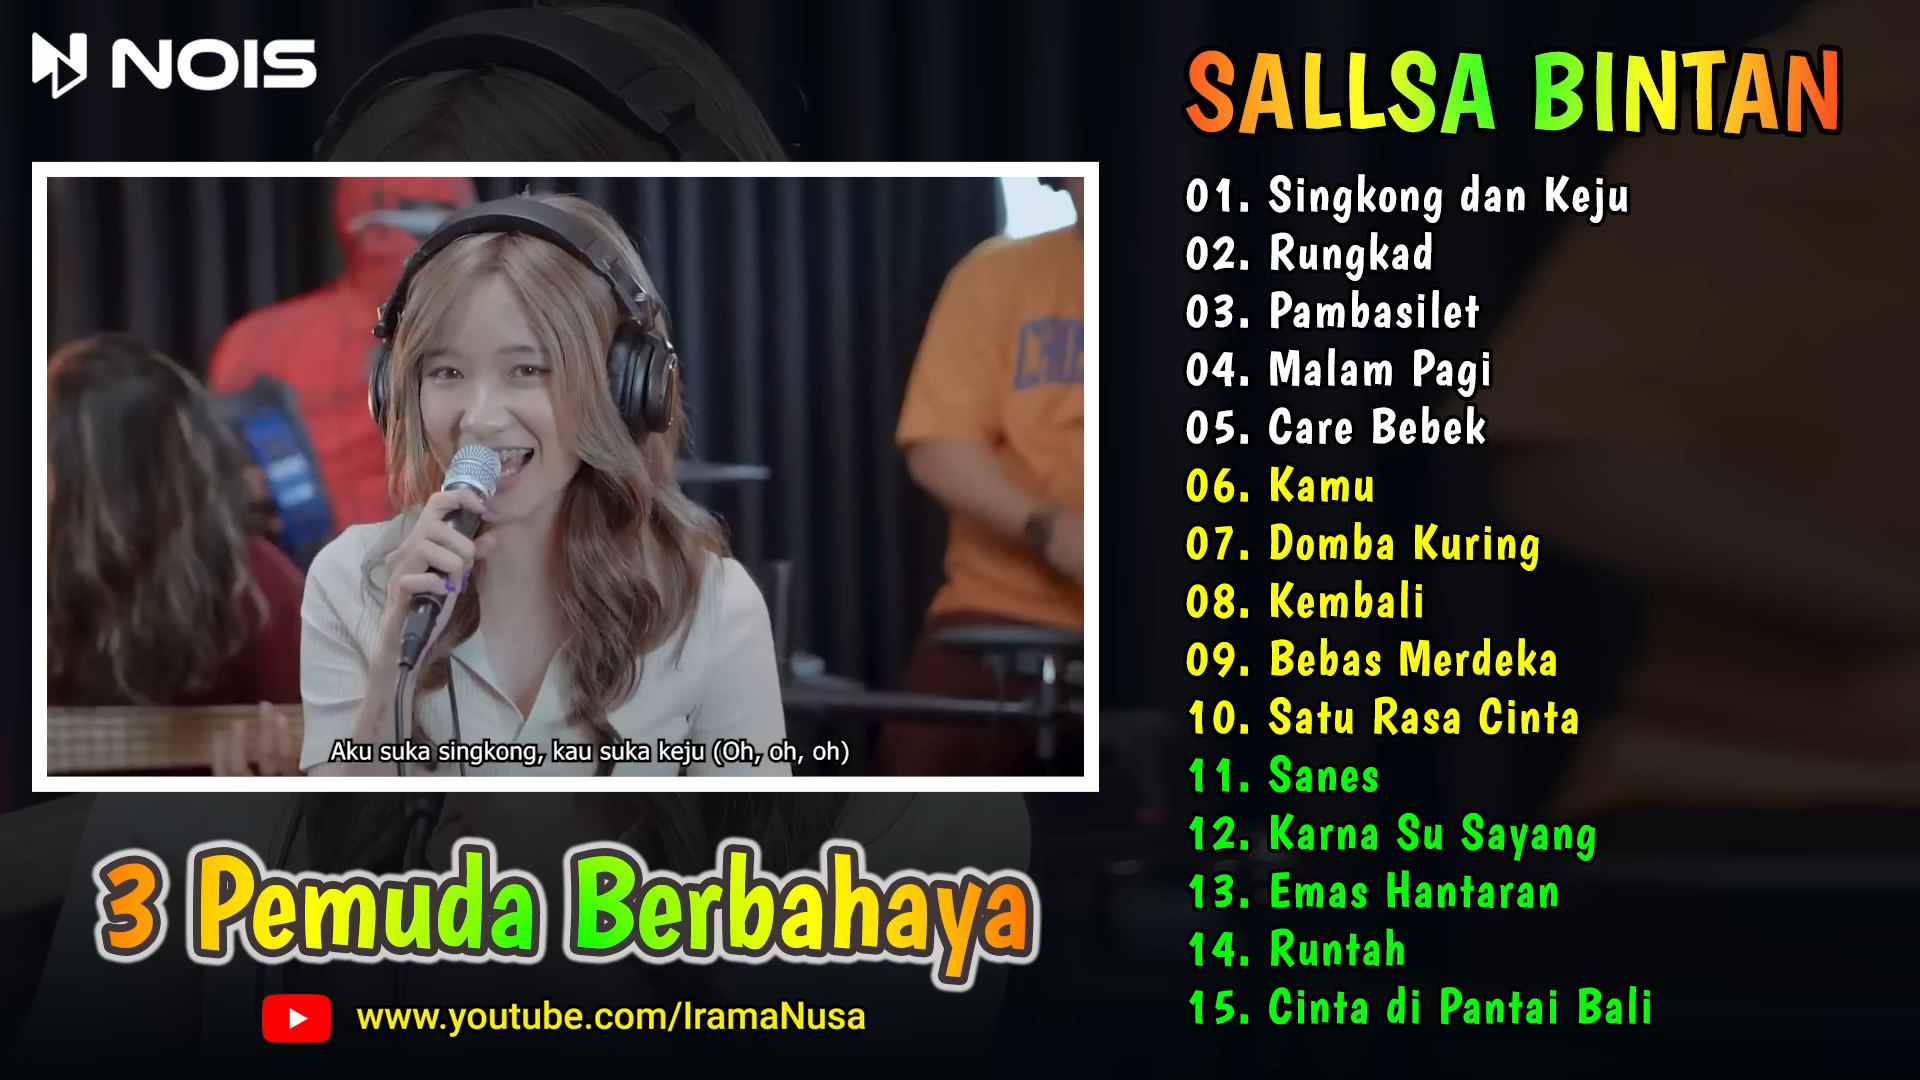 NOIS
SALLSA BINTAN
01. Singkong dan Keju
02. Rungkad
03. Pambasilet
04. Malam Pagi
05. Care Bebek
06. Kamu
07. Domba Kuring
08. Kembali
09. Bebas Merdeka
10. Satu Rasa Cinta
11. Sanes
12. Karna Su Sayang
13. Emas Hantaran
14. Runtah
15. Cinta di Pantai Bali
Aku suka singkong, kau suka keju (Oh, oh, oh)
3 Pemuda Berbahaya
www.youtube.com/IramaNusa